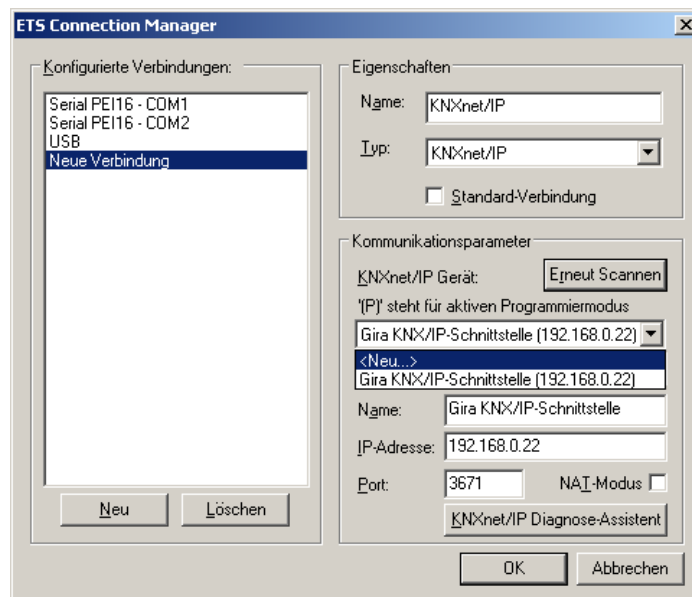 ETS Connection Manager
Konfigurierte Verbindungen:
Serial PEI16 - COM1
Serial PEI16 - COM2
USB
Neue Verbindung
Neu
Löschen
Eigenschaften
Name:
KNXnet/IP
Typ:
KNXnet/IP
Standard-Verbindung
Kommunikationsparameter
KNXnet/IP Gerät:
Erneut Scannen
'(P)' steht für aktiven Programmiermodus
Gira KNX/IP-Schnittstelle (192.168.0.22)
<Neu...>
Gira KNX/IP-Schnittstelle (192.168.0.22)
Name:
Gira KNX/IP-Schnittstelle
IP-Adresse:
192.168.0.22
Port:
3671
NAT-Modus
KNXnet/IP Diagnose-Assistent
OK
Abbrechen